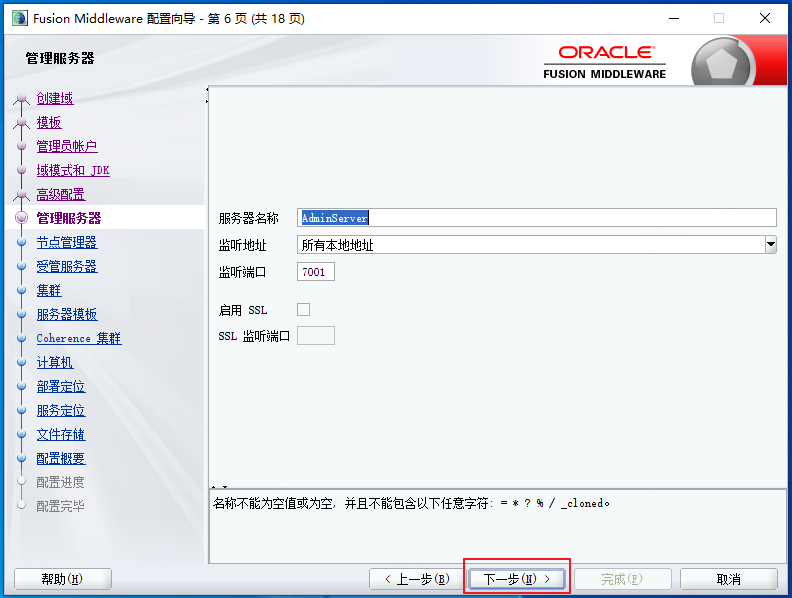 Fusion Middleware 配置向导 - 第 6 页 (共 18 页)
管理服务器
ORACLE
FUSION MIDDLEWARE
创建域
模板
管理员帐户
域模式和 JDK
高级配置
管理服务器
节点管理器
受管服务器
集群
服务器模板
Coherence 集群
计算机
部署定位
服务定位
文件存储
配置概要
配置进度
配置完毕
服务器名称 AdminServer
监听地址 所有本地地址
监听端口 7001
启用 SSL
SSL 监听端口
名称不能为空值或为空, 并且不能包含以下任意字符: = * ? % / _cloned。
帮助(H) < 上一步(B) 下一步(N) > 完成(F) 取消